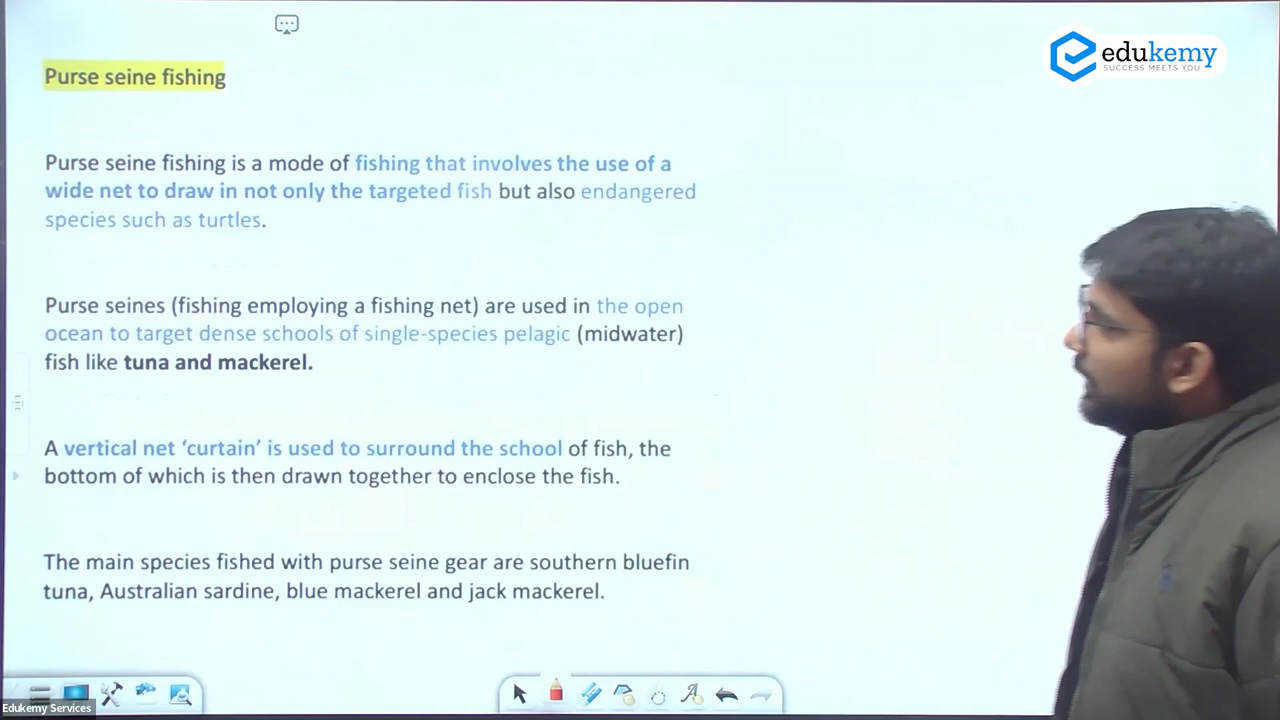 edukemy
SUCCESS MEETS YOU
Purse seine fishing
Purse seine fishing is a mode of fishing that involves the use of a
wide net to draw in not only the targeted fish but also endangered
species such as turtles.
Purse seines (fishing employing a fishing net) are used in the open
ocean to target dense schools of single-species pelagic (midwater)
fish like tuna and mackerel.
A vertical net ‘curtain’ is used to surround the school of fish, the
bottom of which is then drawn together to enclose the fish.
The main species fished with purse seine gear are southern bluefin
tuna, Australian sardine, blue mackerel and jack mackerel.
Edukemy Services